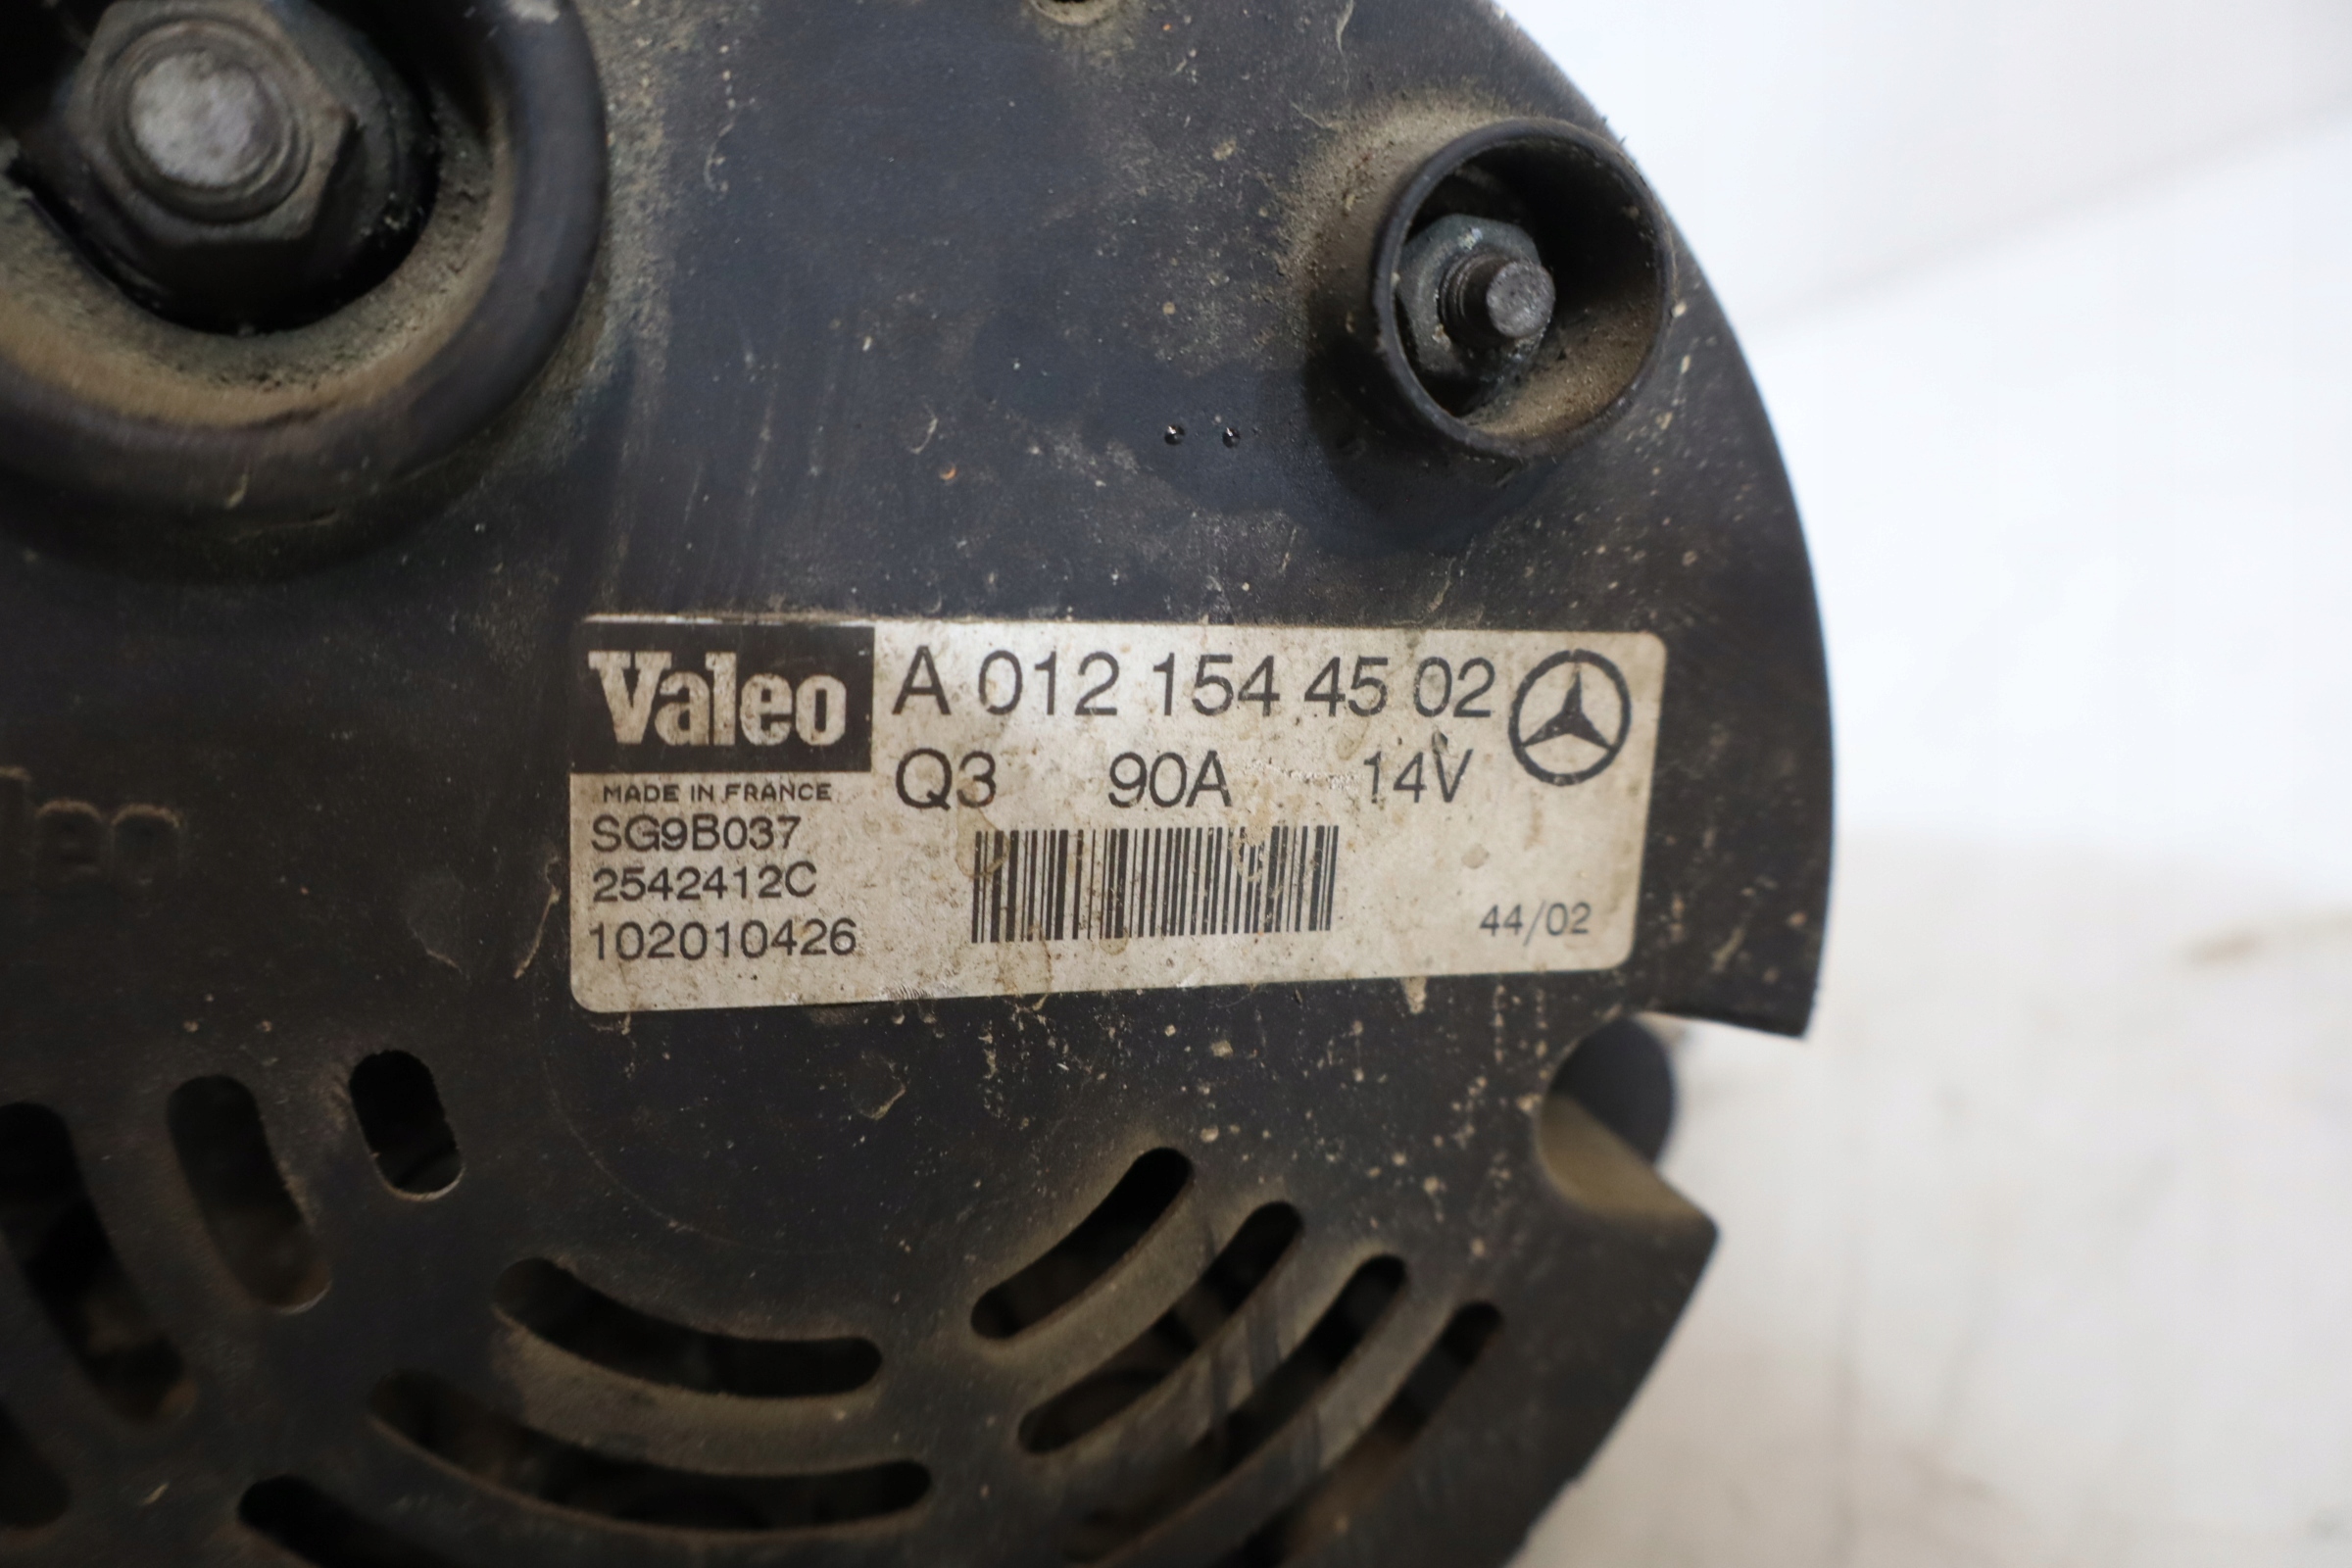 Valeo
A 012 154 45 02
Q3 90A 14V
MADE IN FRANCE
SG9B037
2542412C
102010426
44/02